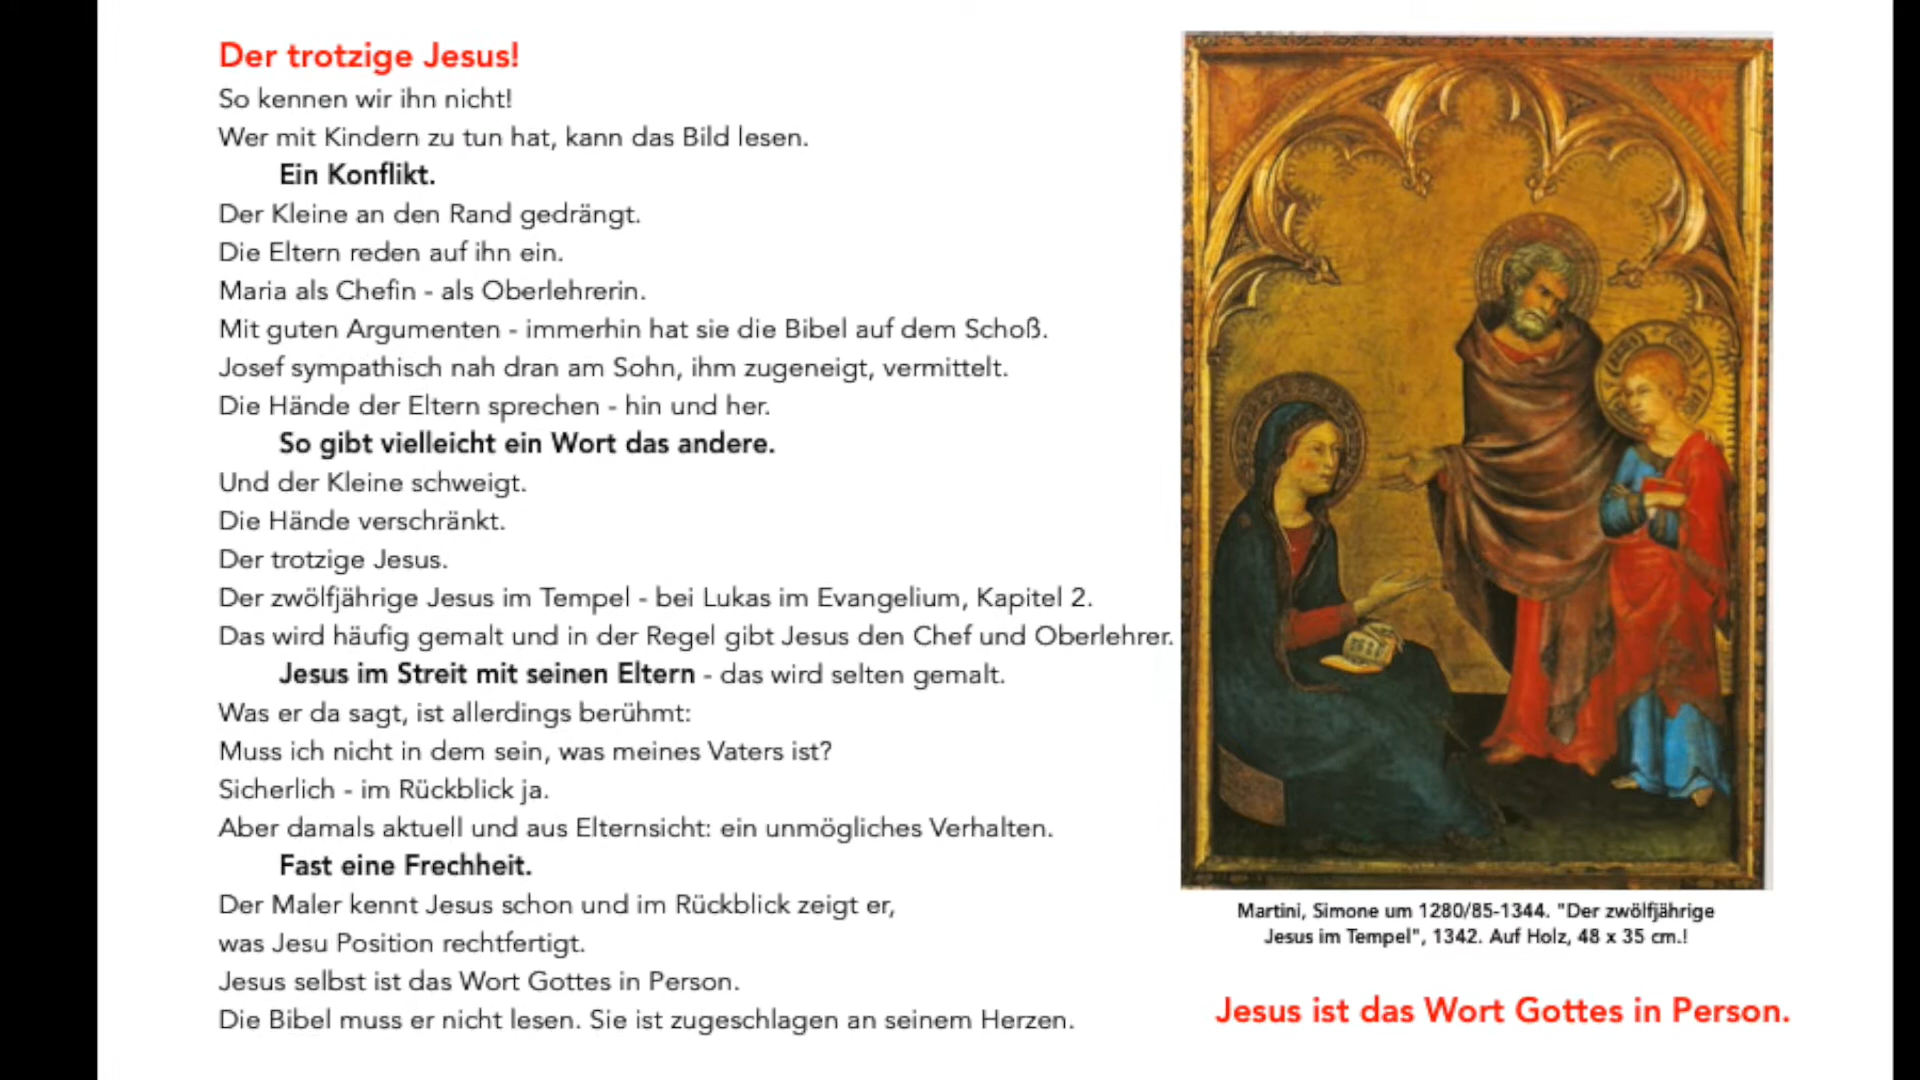 Der trotzige Jesus!
So kennen wir ihn nicht!
Wer mit Kindern zu tun hat, kann das Bild lesen.
Ein Konflikt.
Der Kleine an den Rand gedrängt.
Die Eltern reden auf ihn ein.
Maria als Chefin - als Oberlehrerin.
Mit guten Argumenten - immerhin hat sie die Bibel auf dem Schoß.
Josef sympathisch nah dran am Sohn, ihm zugeneigt, vermittelt.
Die Hände der Eltern sprechen - hin und her.
So gibt vielleicht ein Wort das andere.
Und der Kleine schweigt.
Die Hände verschränkt.
Der trotzige Jesus.
Der zwölfjährige Jesus im Tempel - bei Lukas im Evangelium, Kapitel 2.
Das wird häufig gemalt und in der Regel gibt Jesus den Chef und Oberlehrer.
Jesus im Streit mit seinen Eltern - das wird selten gemalt.
Was er da sagt, ist allerdings berühmt:
Muss ich nicht in dem sein, was meines Vaters ist?
Sicherlich - im Rückblick ja.
Aber damals aktuell und aus Elternsicht: ein unmögliches Verhalten.
Fast eine Frechheit.
Der Maler kennt Jesus schon und im Rückblick zeigt er,
was Jesu Position rechtfertigt.
Jesus selbst ist das Wort Gottes in Person.
Die Bibel muss er nicht lesen. Sie ist zugeschlagen an seinem Herzen.
Martini, Simone um 1280/85-1344. "Der zwölfjährige
Jesus im Tempel", 1342. Auf Holz, 48 x 35 cm.!
Jesus ist das Wort Gottes in Person.